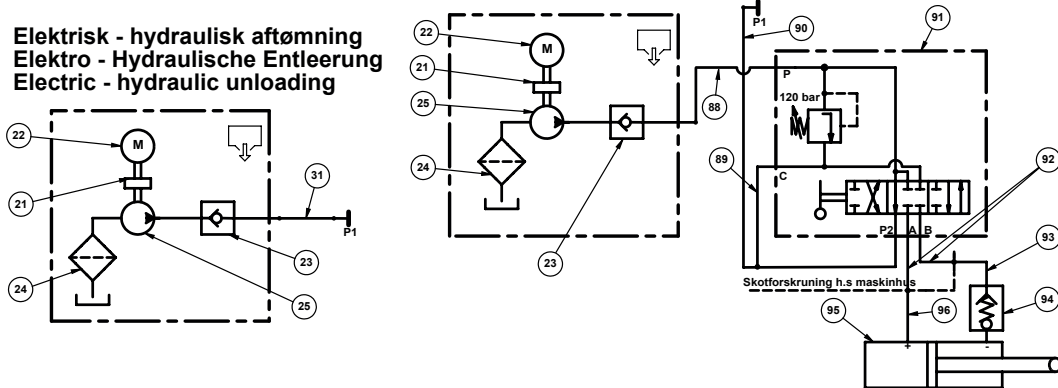 Elektrisk - hydraulisk aftømning
Elektro - Hydraulische Entleerung
Electric - hydraulic unloading
22
M
21
25
24
23
88
P1
90
91
P
120 bar
89
C
92
P2
A
B
93
Skotforskruning h.s maskinhus
94
95
96
+
-
22
M
21
31
P1
24
23
25